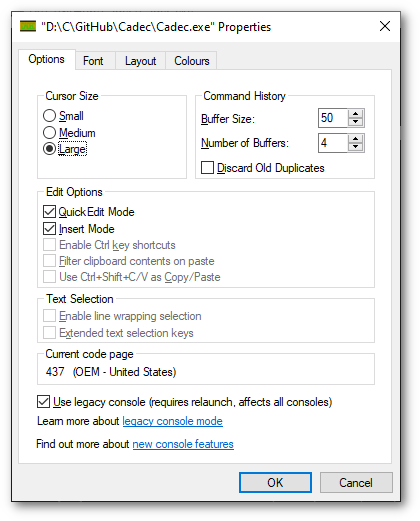 "D:\C\GitHub\Cadec\Cadec.exe" Properties
Options Font Layout Colours
Cursor Size
Small
Medium
Large
Command History
Buffer Size: 50
Number of Buffers: 4
Discard Old Duplicates
Edit Options
QuickEdit Mode
Insert Mode
Enable Ctrl key shortcuts
Filter clipboard contents on paste
Use Ctrl+Shift+C/V as Copy/Paste
Text Selection
Enable line wrapping selection
Extended text selection keys
Current code page
437 (OEM - United States)
Use legacy console (requires relaunch, affects all consoles)
Learn more about legacy console mode
Find out more about new console features
OK Cancel